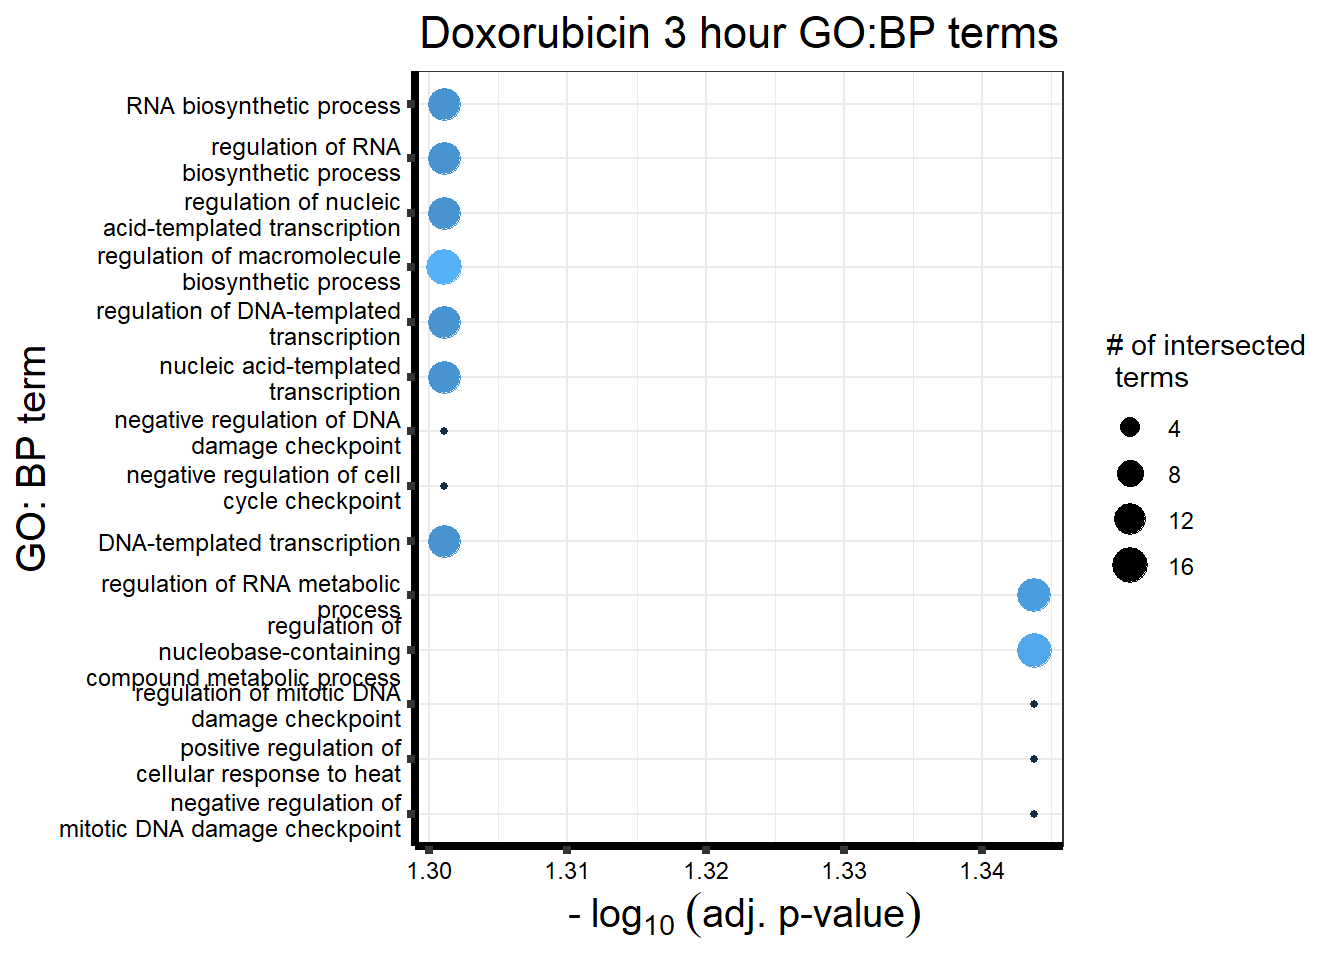 Doxorubicin 3 hour GO:BP terms
GO: BP term
RNA biosynthetic process
regulation of RNA
biosynthetic process
regulation of nucleic
acid-templated transcription
regulation of macromolecule
biosynthetic process
regulation of DNA-templated
transcription
nucleic acid-templated
transcription
negative regulation of DNA
damage checkpoint
negative regulation of cell
cycle checkpoint
DNA-templated transcription
regulation of RNA metabolic
process
regulation of
nucleobase-containing
compound metabolic process
regulation of mitotic DNA
damage checkpoint
positive regulation of
cellular response to heat
negative regulation of
mitotic DNA damage checkpoint
1.30 1.31 1.32 1.33 1.34
- log10 (adj. p-value)
# of intersected
terms
4
8
12
16